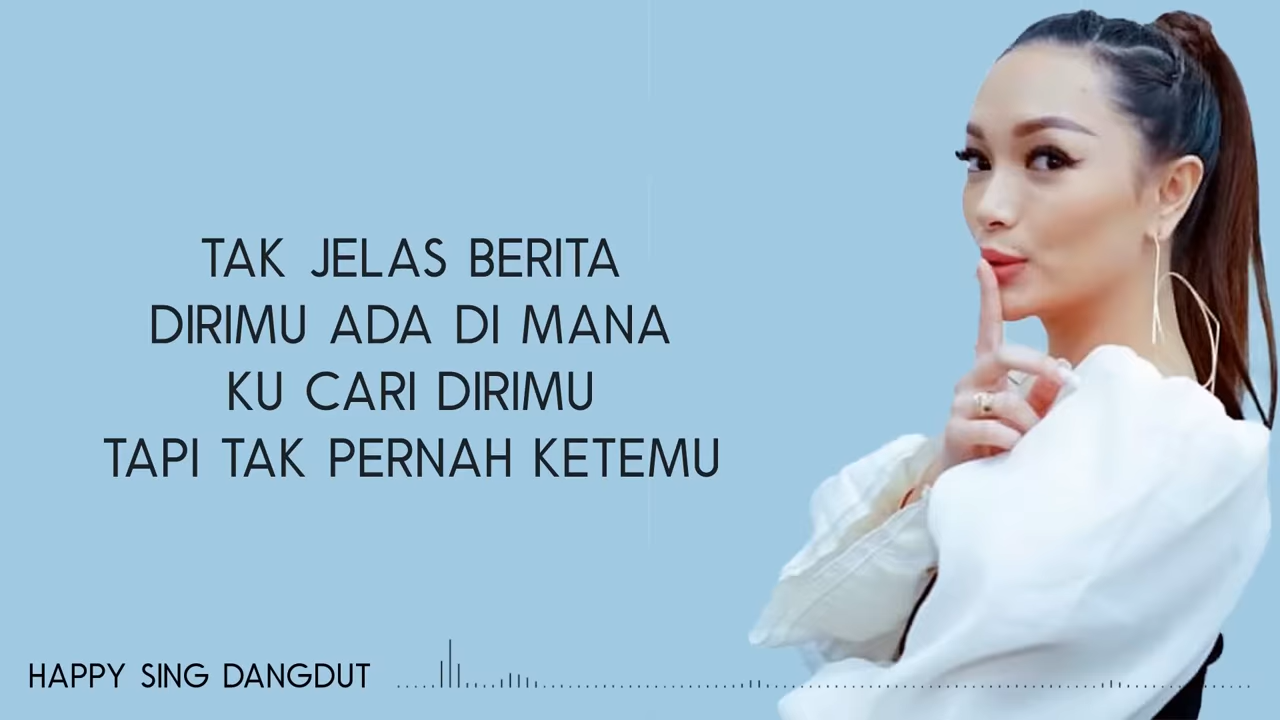 TAK JELAS BERITA
DIRIMU ADA DI MANA
KU CARI DIRIMU
TAPI TAK PERNAH KETEMU
HAPPY SING DANGDUT